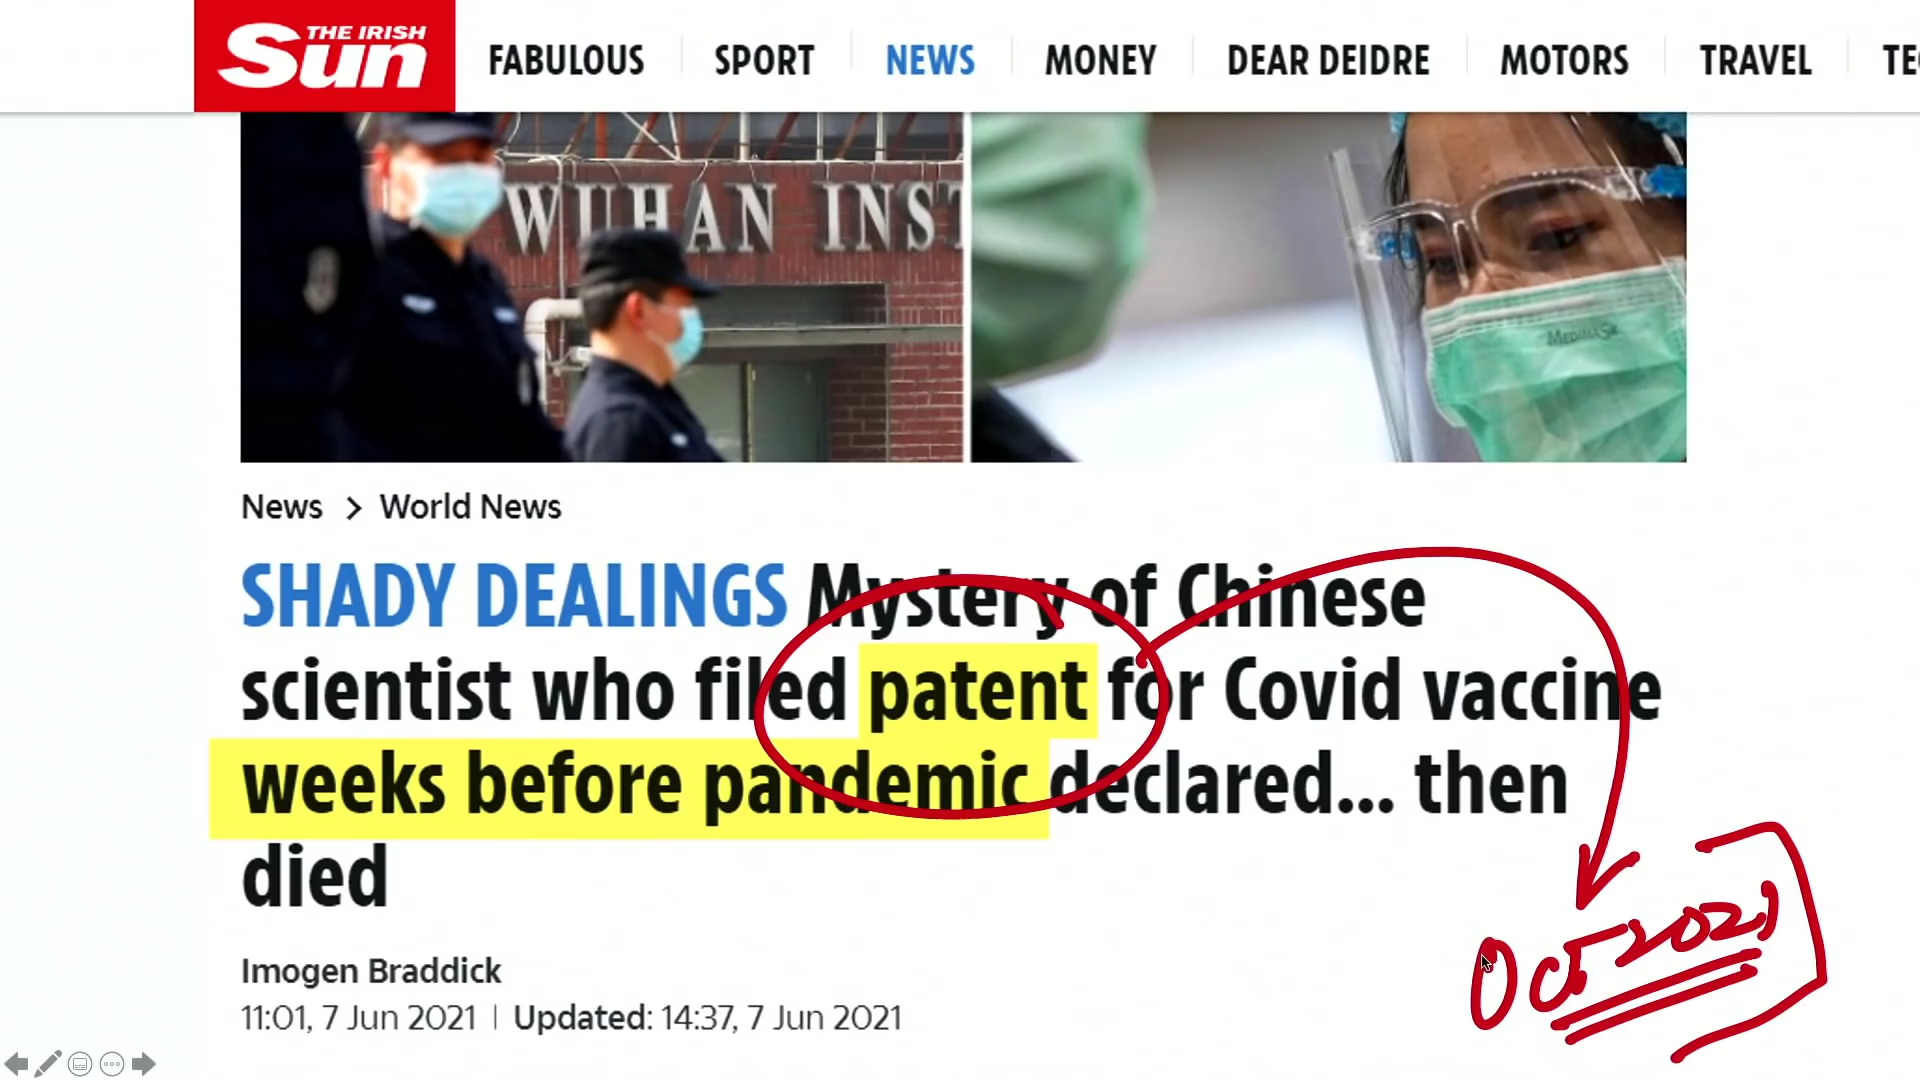 THE IRISH
Sun
FABULOUS SPORT NEWS MONEY DEAR DEIDRE MOTORS TRAVEL
WUHAN INST
News > World News
SHADY DEALINGS Mystery of Chinese
scientist who filed patent for Covid vaccine
weeks before pandemic declared... then
died
Imogen Braddick
11:01, 7 Jun 2021 | Updated: 14:37, 7 Jun 2021
Oct 2021